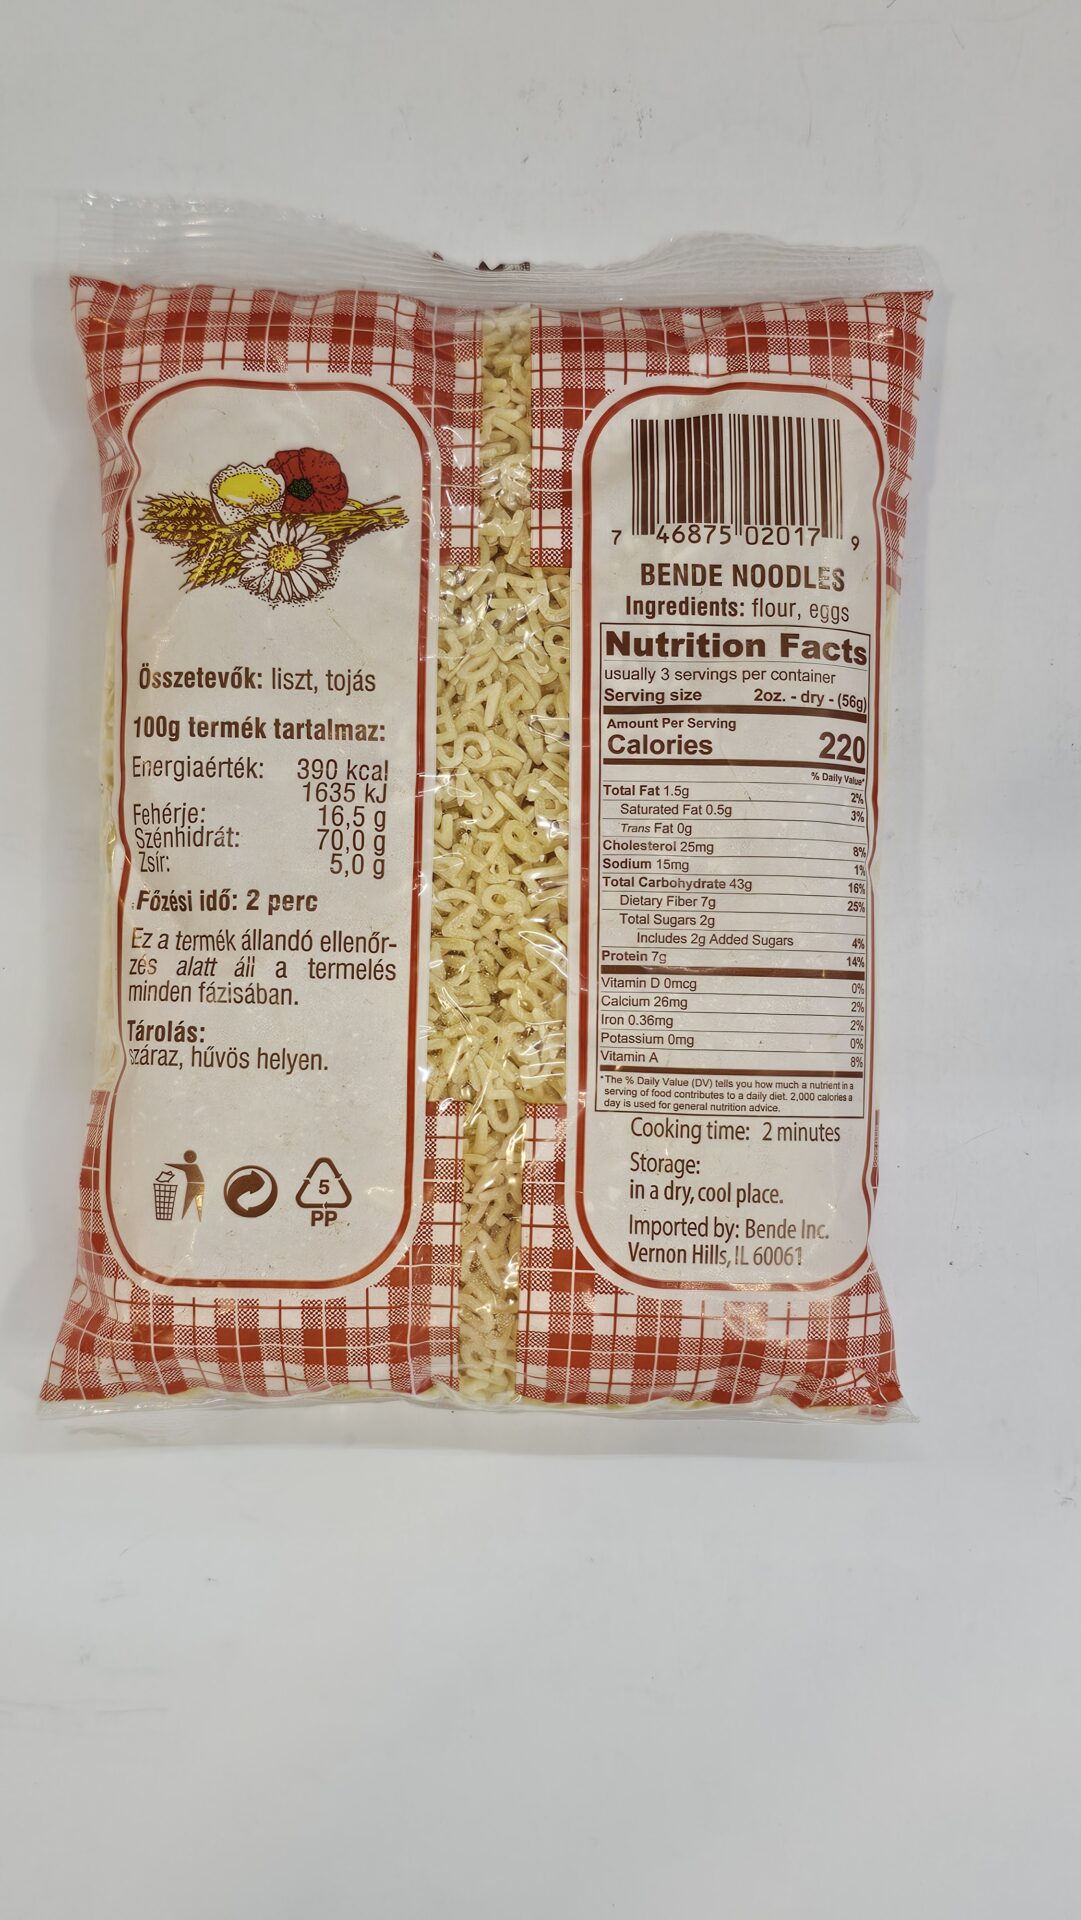 Összetevők: liszt, tojás
100g termék tartalmaz:
Energiaérték: 390 kcal
1635 kJ
Fehérje: 16,5 g
Szénhidrát: 70,0 g
Zsír: 5,0 g
Főzési idő: 2 perc
Ez a termék állandó ellenőr-
zés alatt áll a termelés
minden fázisában.
Tárolás:
száraz, hűvös helyen.
5
PP
7 46875 02017 9
BENDE NOODLES
Ingredients: flour, eggs
Nutrition Facts
usually 3 servings per container
Serving size 2oz. - dry - (56g)
Amount Per Serving
Calories 220
% Daily Value*
Total Fat 1.5g 2%
Saturated Fat 0.5g 3%
Trans Fat 0g
Cholesterol 25mg 8%
Sodium 15mg 1%
Total Carbohydrate 43g 16%
Dietary Fiber 7g 25%
Total Sugars 2g
Includes 2g Added Sugars 4%
Protein 7g 14%
Vitamin D 0mcg 0%
Calcium 26mg 2%
Iron 0.36mg 2%
Potassium 0mg 0%
Vitamin A 8%
*The % Daily Value (DV) tells you how much a nutrient in a
serving of food contributes to a daily diet. 2,000 calories a
day is used for general nutrition advice.
Cooking time: 2 minutes
Storage:
in a dry, cool place.
Imported by: Bende Inc.
Vernon Hills, IL 60061